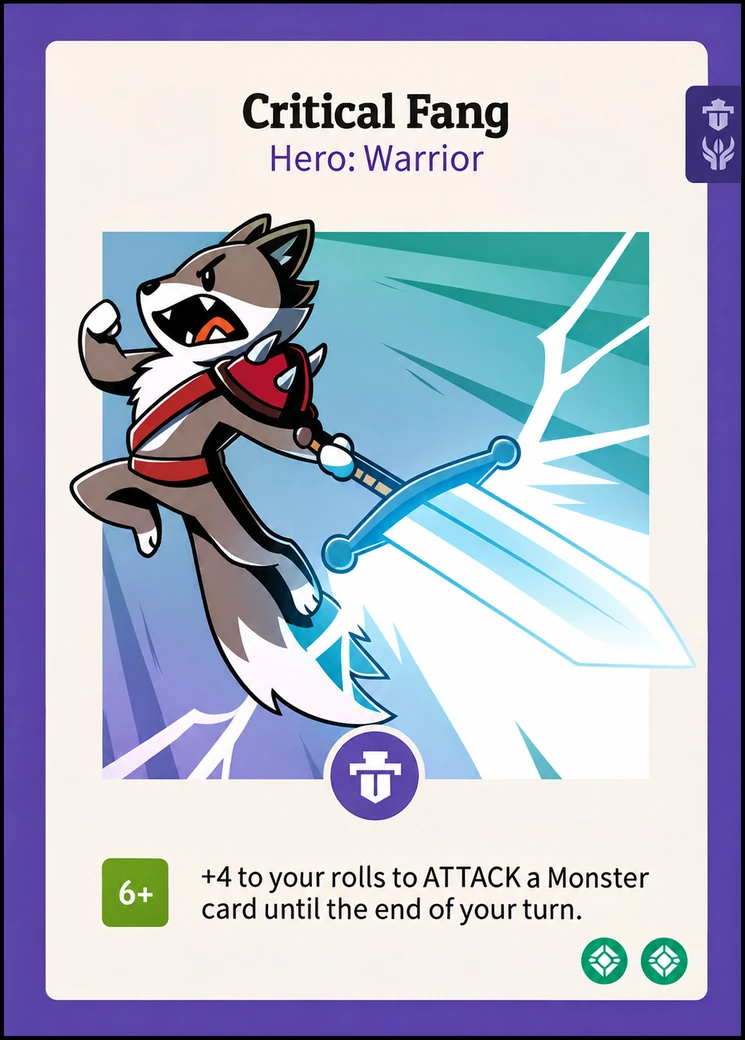 Critical Fang
Hero: Warrior
6+
+4 to your rolls to ATTACK a Monster
card until the end of your turn.